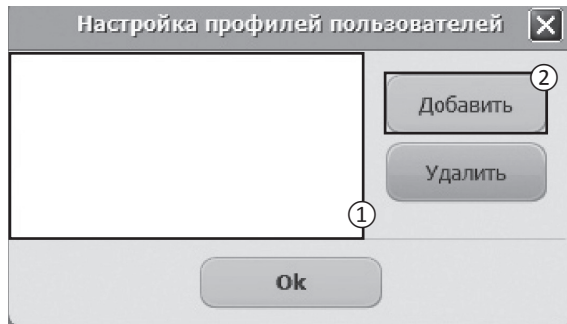 Настройка профилей пользователей
2
Добавить
Удалить
1
Ok